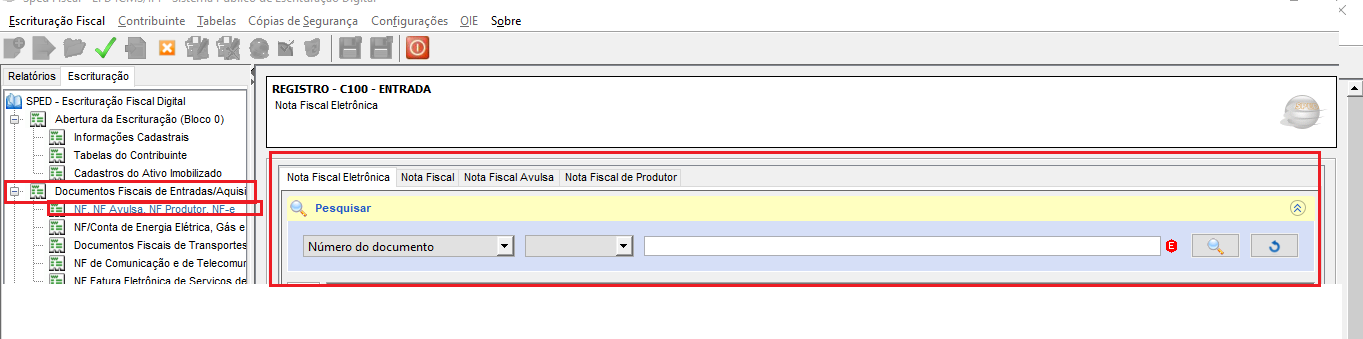 Sped Fiscal - EFD ICMS/IPI - Sistema Público de Escrituração Digital
Escrituração Fiscal Contribuinte Tabelas Cópias de Segurança Configurações OIE Sobre
Relatórios Escrituração
SPED - Escrituração Fiscal Digital
Abertura da Escrituração (Bloco 0)
Informações Cadastrais
Tabelas do Contribuinte
Cadastros do Ativo Imobilizado
Documentos Fiscais de Entradas/Aquisi
NF, NF Avulsa, NF Produtor, NF-e
NF/Conta de Energia Elétrica, Gás e
Documentos Fiscais de Transportes
NF de Comunicação e de Telecomur
NF Fatura Eletrônica de Serviços de
REGISTRO - C100 - ENTRADA
Nota Fiscal Eletrônica
Nota Fiscal Eletrônica Nota Fiscal Nota Fiscal Avulsa Nota Fiscal de Produtor
Pesquisar
Número do documento
E